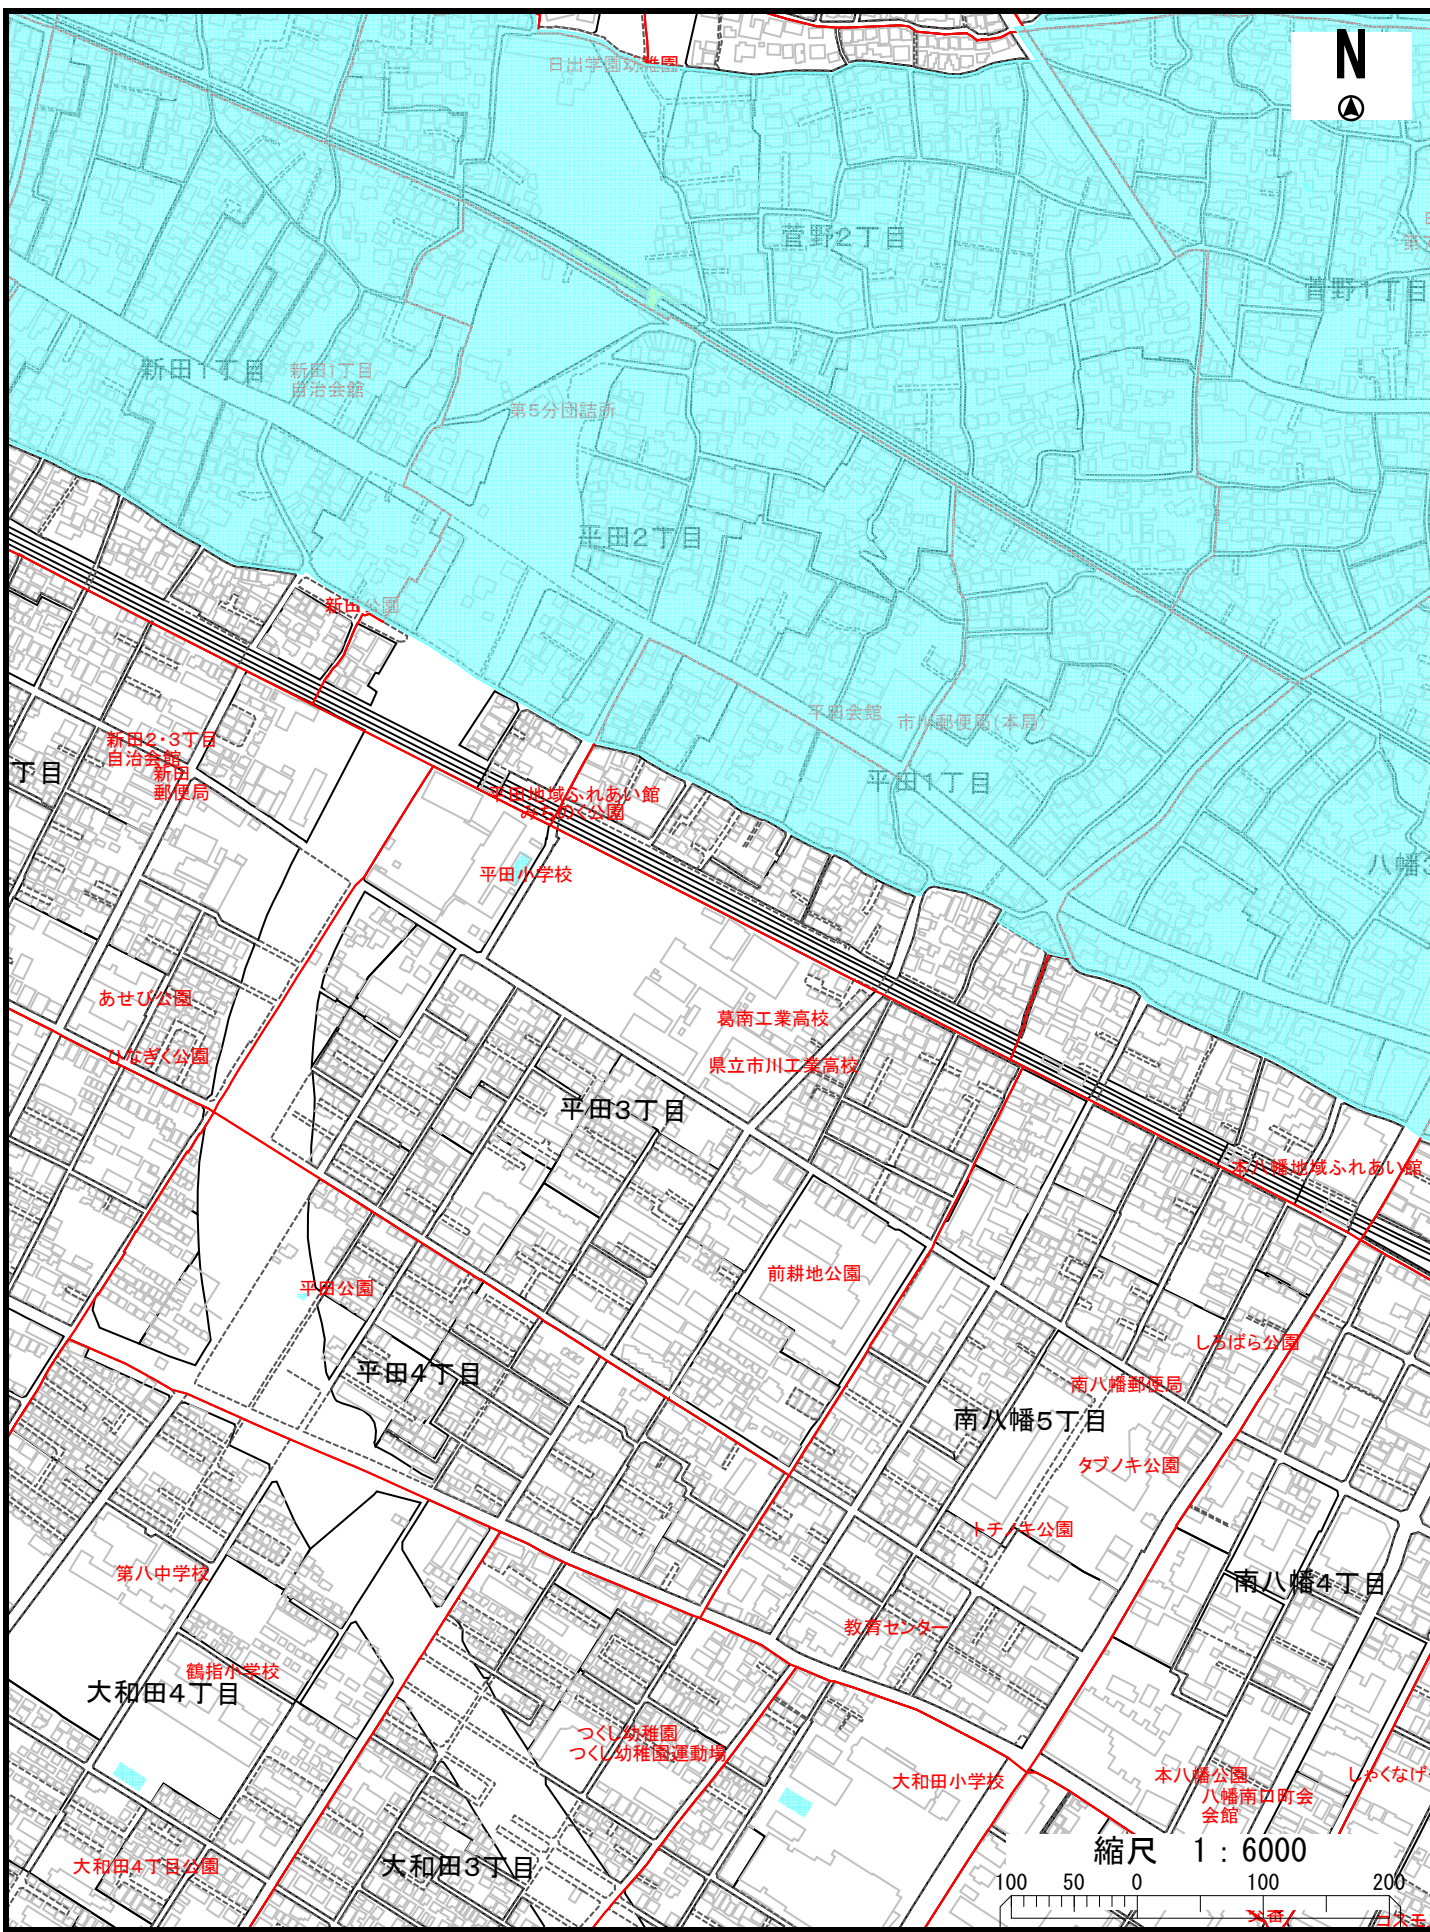 N
日出学園幼稚園
菅野2丁目
菅野1丁目
新田1丁目
新田1丁目
自治会館
第5分団詰所
平田2丁目
新田公園
平田会館
市川郵便局(本局)
新田2・3丁目
自治会館
丁目
新田
郵便局
平田1丁目
平田地域ふれあい館
みちのく公園
八幡3
平田小学校
あせび公園
葛南工業高校
ひなぎく公園
県立市川工業高校
平田3丁目
本八幡地域ふれあい館
前耕地公園
平田公園
しろばら公園
平田4丁目
南八幡郵便局
南八幡5丁目
タブノキ公園
トチノキ公園
第八中学校
南八幡4丁目
教育センター
鶴指小学校
大和田4丁目
つくし幼稚園
つくし幼稚園運動場
大和田小学校
本八幡公園
しゃくなげ
八幡南口町会
会館
大和田4丁目公園
大和田3丁目
縮尺 1:6000
100 50 0 100 200